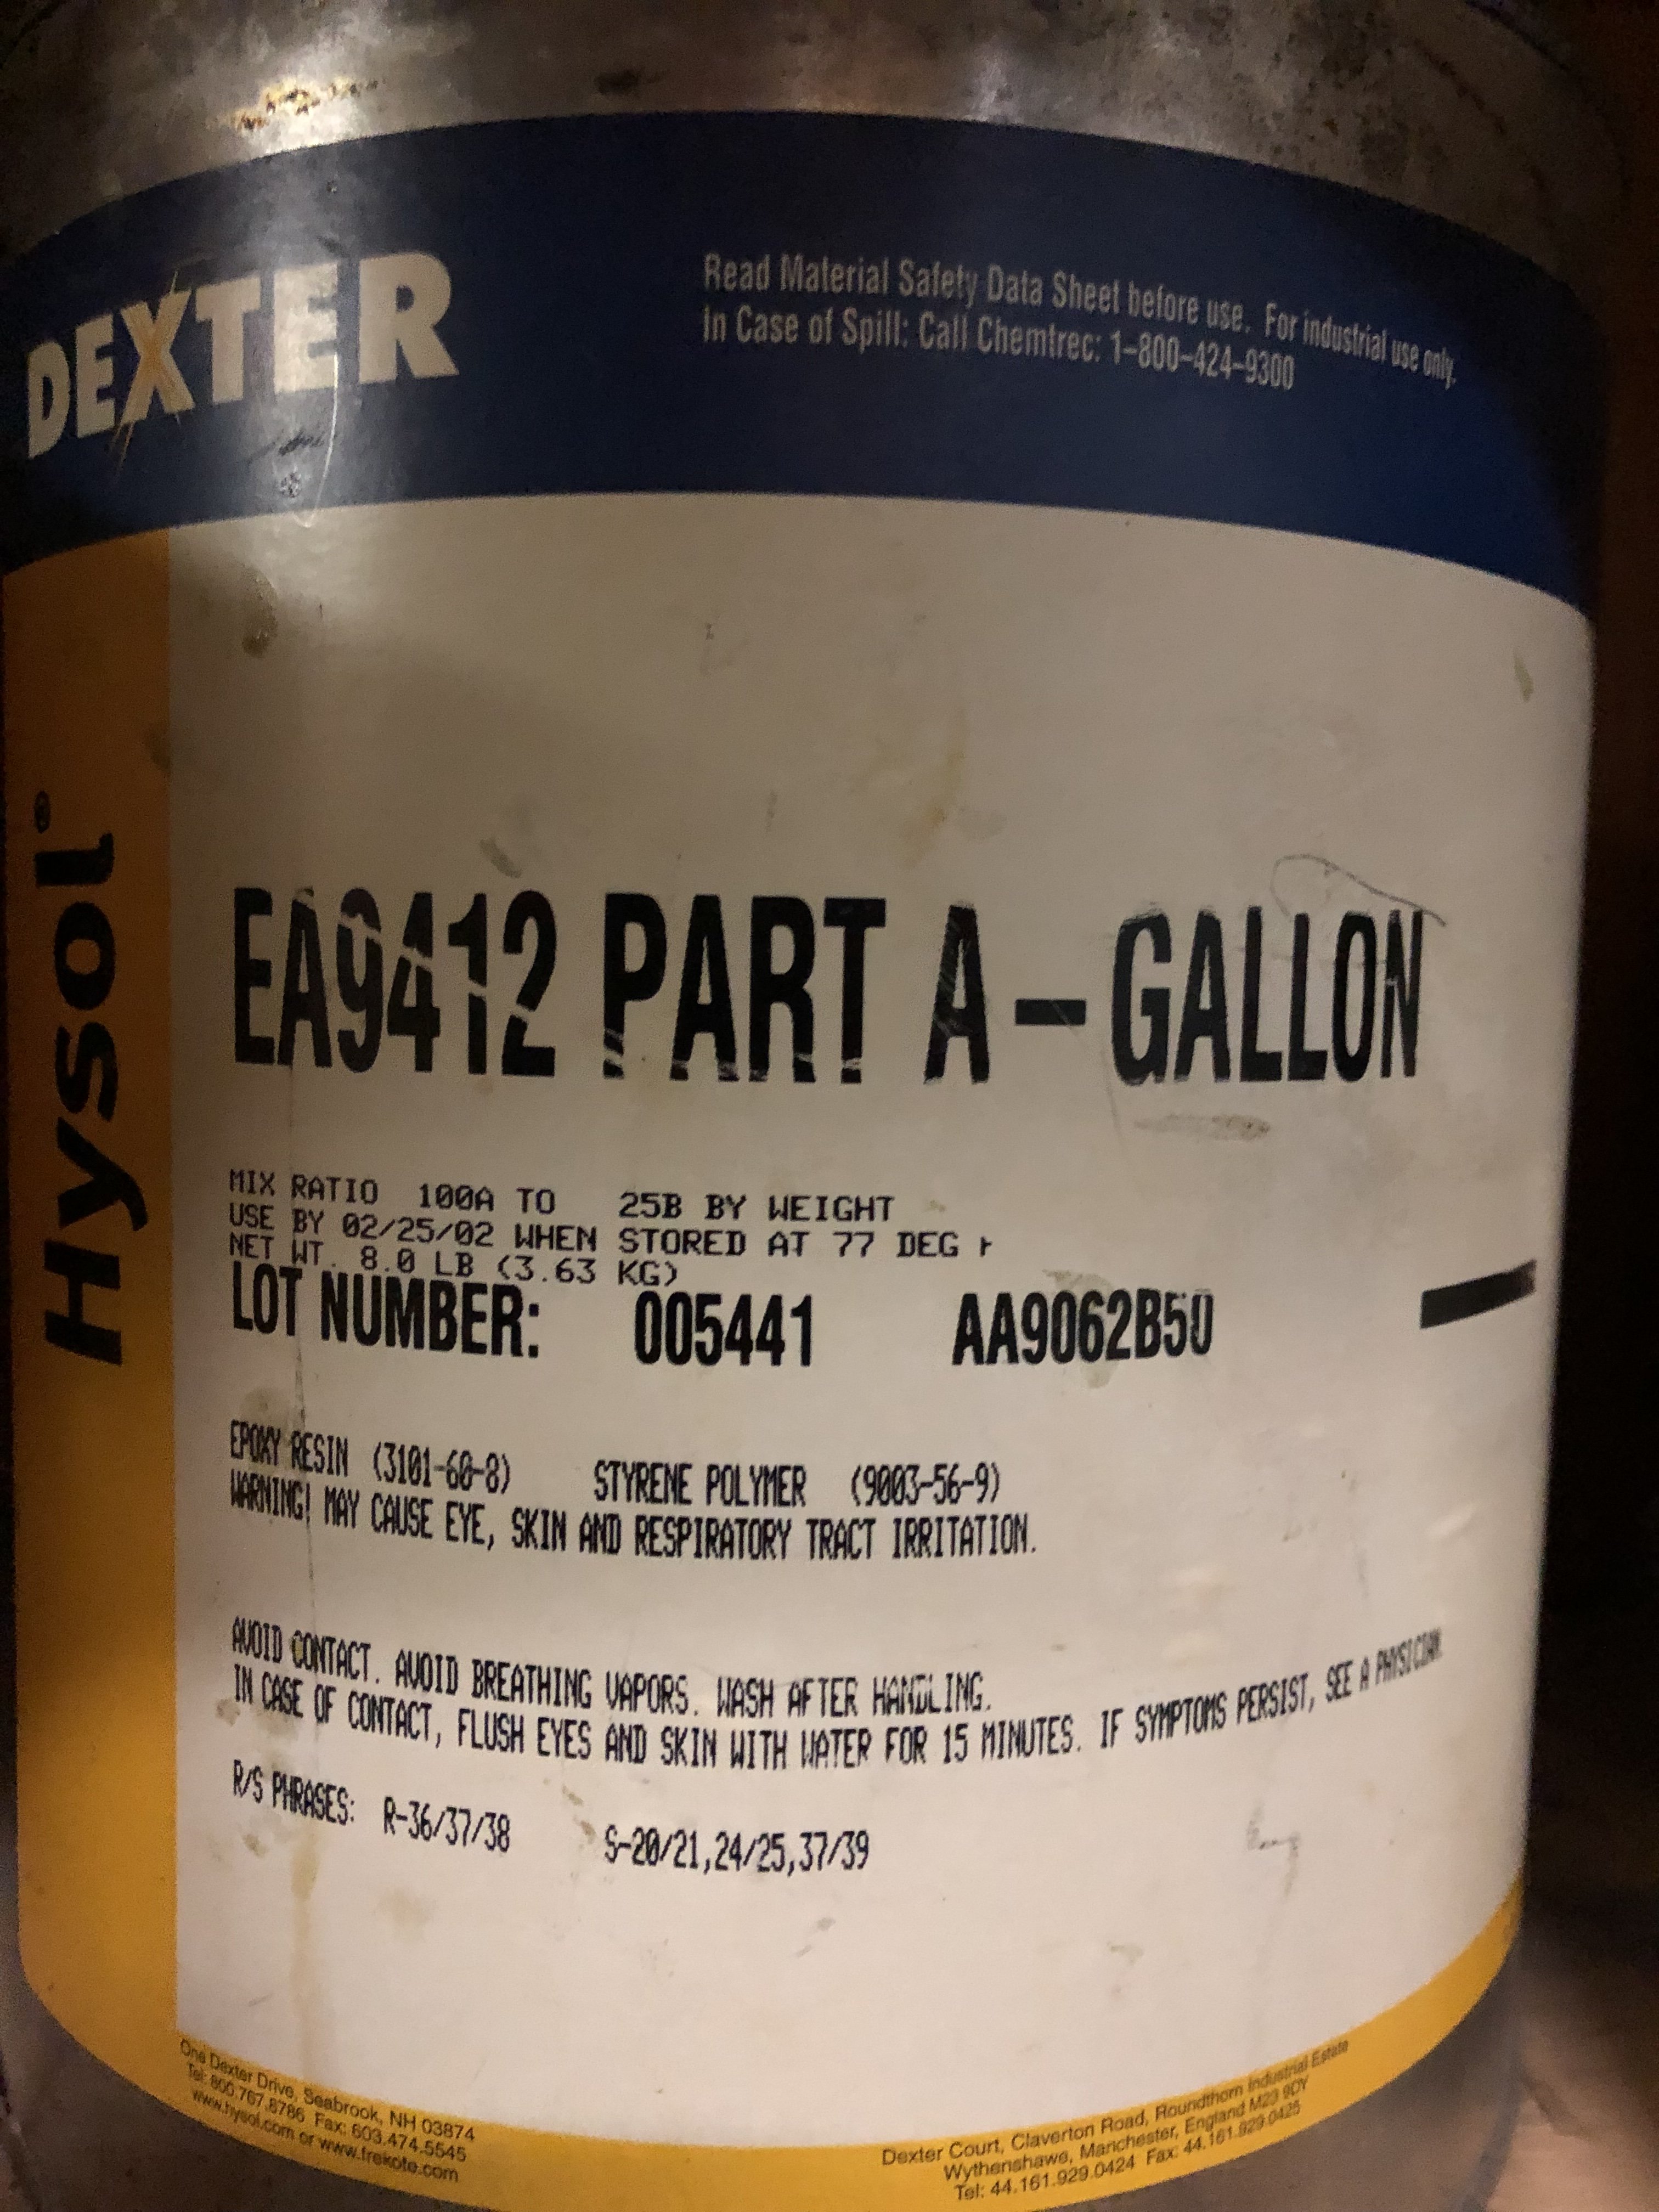 DEXTER
Read Material Safety Data Sheet before use. For industrial use only.
In Case of Spill: Call Chemtrec: 1-800-424-9300
Hysol®
EA9412 PART A-GALLON
MIX RATIO 100A TO 25B BY WEIGHT
USE BY 02/25/02 WHEN STORED AT 77 DEG
NET WT. 8.0 LB (3.63 KG)
LOT NUMBER: 005441 AA9062B50
EPOXY RESIN (3101-60-8) STYRENE POLYMER (9003-56-9)
WARNING! MAY CAUSE EYE, SKIN AND RESPIRATORY TRACT IRRITATION.
AVOID CONTACT. AVOID BREATHING VAPORS. WASH AFTER HANDLING.
IN CASE OF CONTACT, FLUSH EYES AND SKIN WITH WATER FOR 15 MINUTES. IF SYMPTOMS PERSIST, SEE A PHYSICIAN.
R/S PHRASES: R-36/37/38 S-20/21,24/25,37/39
One Dexter Drive, Seabrook, NH 03874
Tel: 800.767.8786 Fax: 603.474.5545
www.hysol.com or www.frekote.com
Dexter Court, Claverton Road, Roundthorn Industrial Estate
Wythenshawe, Manchester, England M23 9DY
Tel: 44.161.929.0424 Fax: 44.161.929.0425